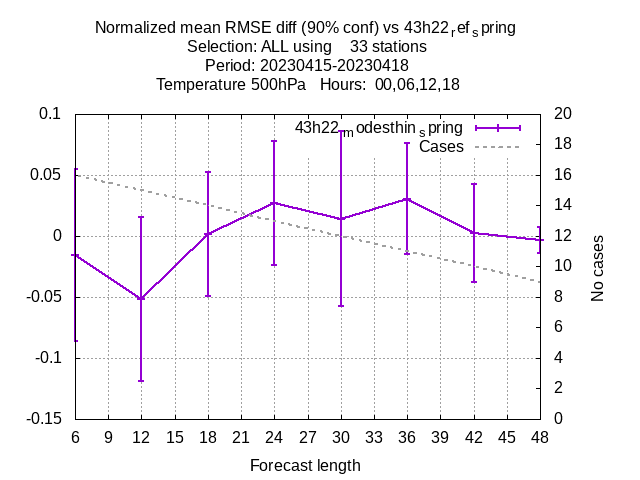 Normalized mean RMSE diff (90% conf) vs 43h22refspring
Selection: ALL using 33 stations
Period: 20230415-20230418
Temperature 500hPa Hours: 00,06,12,18
0.1
0.05
0
-0.05
-0.1
-0.15
20
18
16
14
12
10
8
6
4
2
0
43h22modesthinspring
Cases
No cases
6 9 12 15 18 21 24 27 30 33 36 39 42 45 48
Forecast length